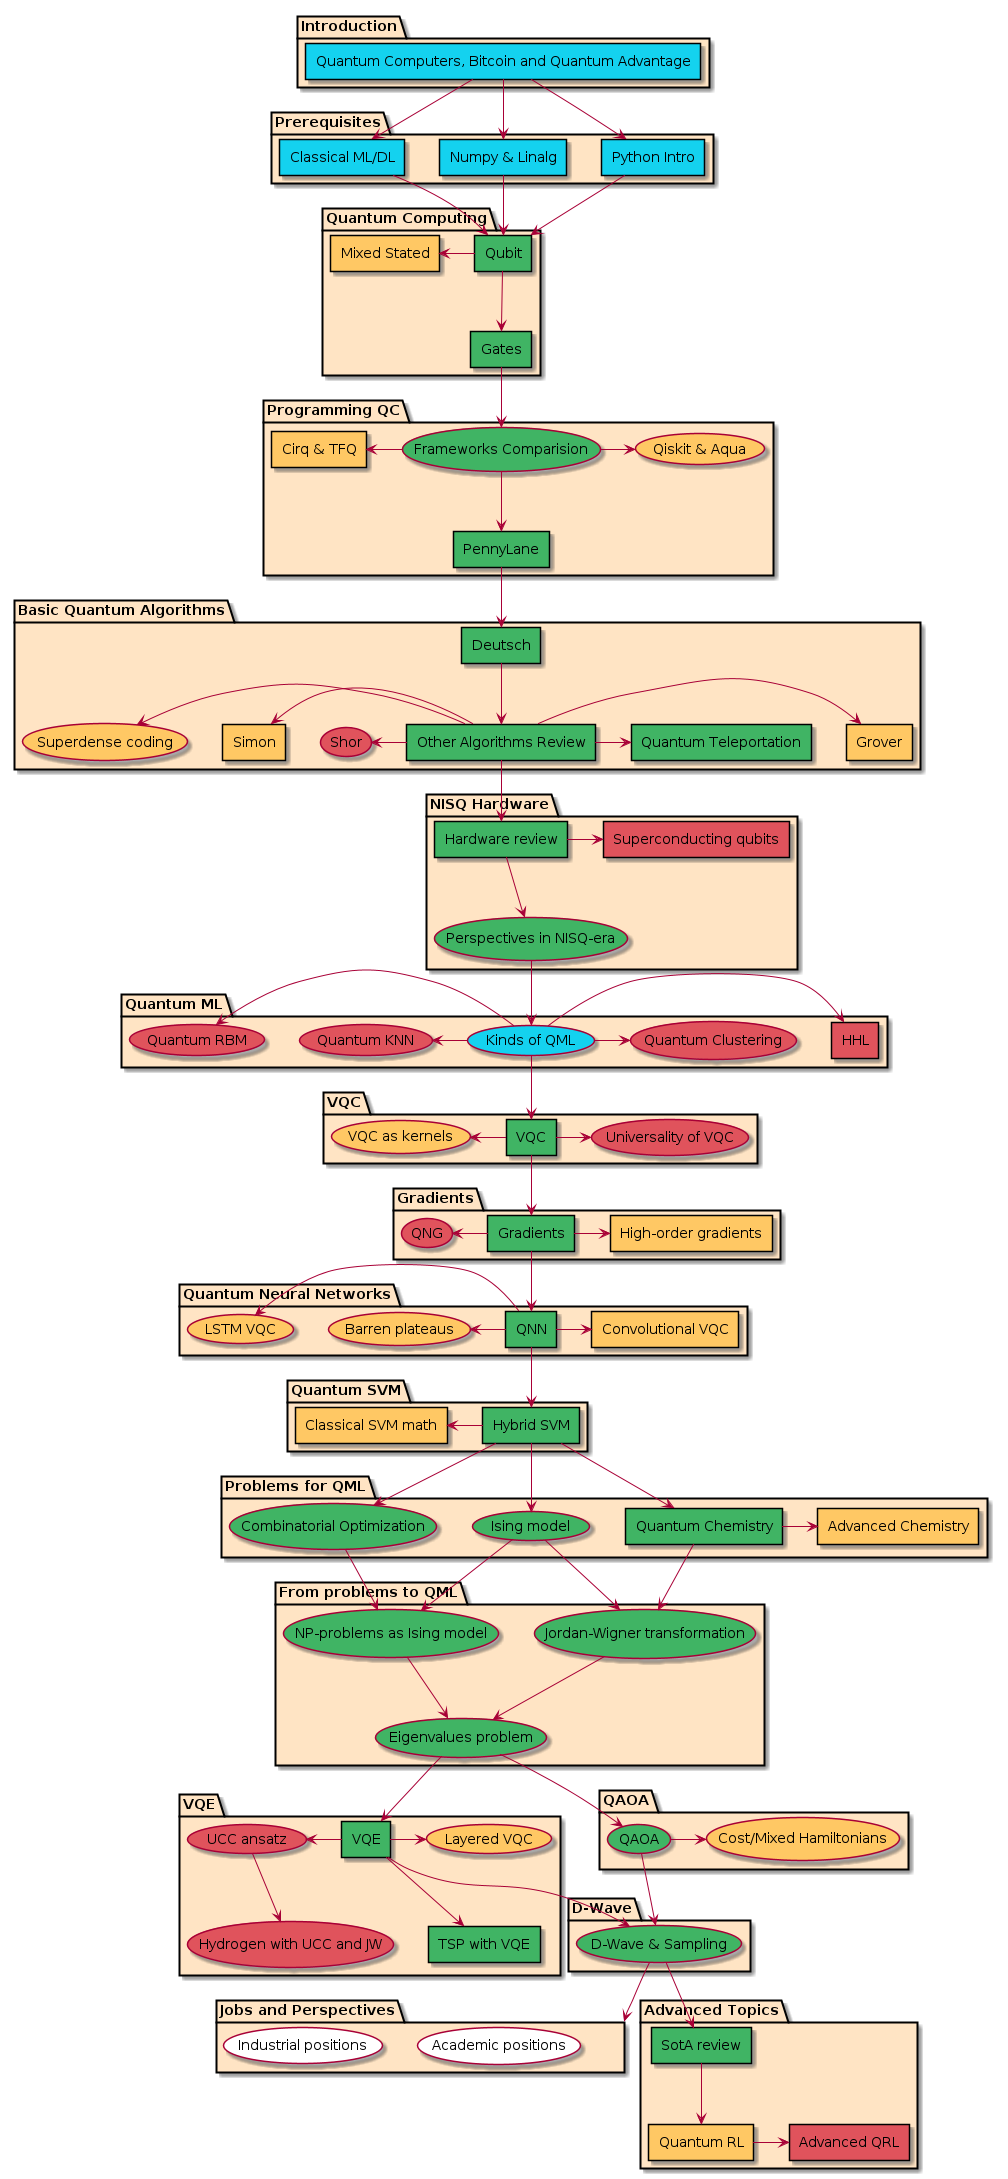 Introduction
Quantum Computers, Bitcoin and Quantum Advantage
Prerequisites
Classical ML/DL
Numpy & Linalg
Python Intro
Quantum Computing
Mixed Stated
Qubit
Gates
Programming QC
Cirq & TFQ
Frameworks Comparision
Qiskit & Aqua
PennyLane
Basic Quantum Algorithms
Deutsch
Superdense coding
Simon
Shor
Other Algorithms Review
Quantum Teleportation
Grover
NISQ Hardware
Hardware review
Superconducting qubits
Perspectives in NISQ-era
Quantum ML
Quantum RBM
Quantum KNN
Kinds of QML
Quantum Clustering
HHL
VQC
VQC as kernels
VQC
Universality of VQC
Gradients
QNG
Gradients
High-order gradients
Quantum Neural Networks
LSTM VQC
Barren plateaus
QNN
Convolutional VQC
Quantum SVM
Classical SVM math
Hybrid SVM
Problems for QML
Combinatorial Optimization
Ising model
Quantum Chemistry
Advanced Chemistry
From problems to QML
NP-problems as Ising model
Jordan-Wigner transformation
Eigenvalues problem
VQE
UCC ansatz
VQE
Layered VQC
QAOA
QAOA
Cost/Mixed Hamiltonians
Hydrogen with UCC and JW
TSP with VQE
D-Wave
D-Wave & Sampling
Jobs and Perspectives
Industrial positions
Academic positions
Advanced Topics
SotA review
Quantum RL
Advanced QRL